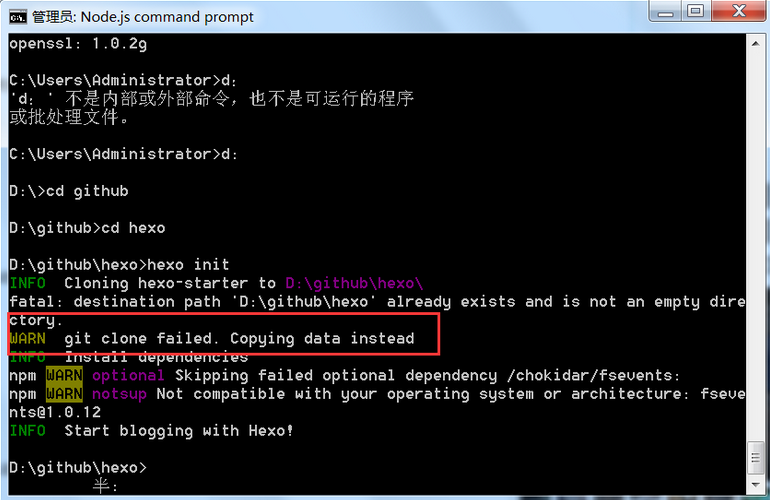 管理员: Node.js command prompt
openssl: 1.0.2g
C:\Users\Administrator>d；
'd；' 不是内部或外部命令，也不是可运行的程序
或批处理文件。
C:\Users\Administrator>d:
D:\>cd github
D:\github>cd hexo
D:\github\hexo>hexo init
INFO  Cloning hexo-starter to D:\github\hexo\
fatal: destination path 'D:\github\hexo' already exists and is not an empty dire
ctory.
WARN  git clone failed. Copying data instead
INFO  Install dependencies
npm WARN optional Skipping failed optional dependency /chokidar/fsevents:
npm WARN notsup Not compatible with your operating system or architecture: fseve
nts@1.0.12
INFO  Start blogging with Hexo!
D:\github\hexo>
半: